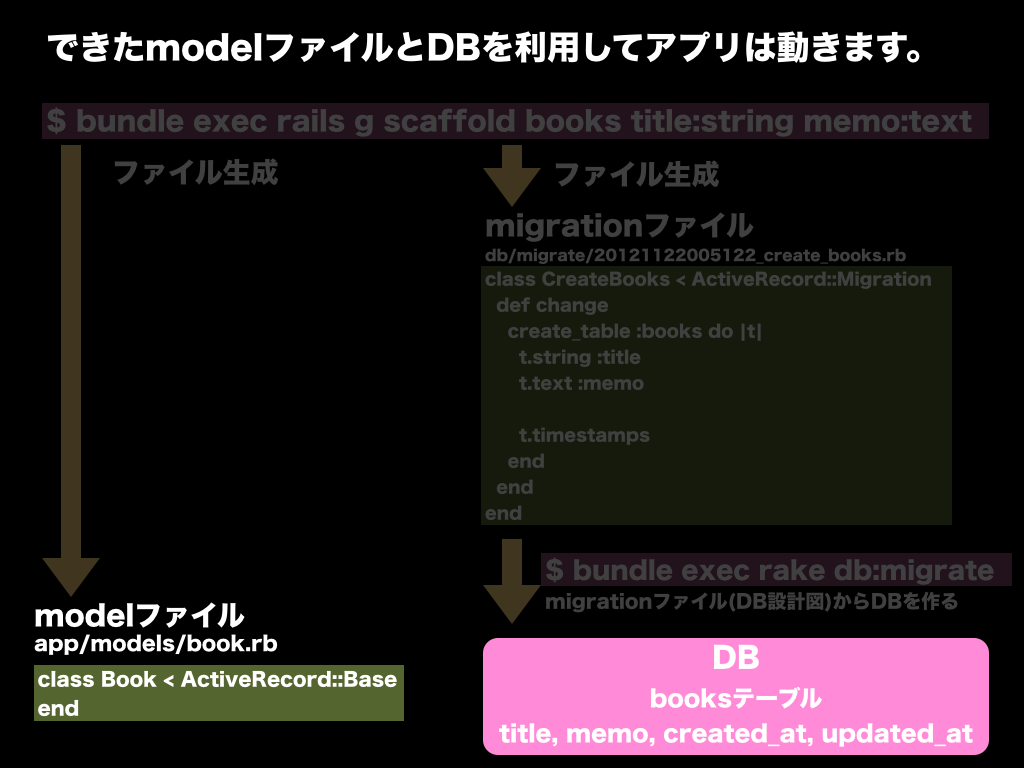 できたmodelファイルとDBを利用してアプリは動きます。
$ bundle exec rails g scaffold books title:string memo:text
ファイル生成
ファイル生成
migrationファイル
db/migrate/20121122005122_create_books.rb
class CreateBooks < ActiveRecord::Migration
def change
create_table :books do |t|
t.string :title
t.text :memo
t.timestamps
end
end
end
$ bundle exec rake db:migrate
migrationファイル(DB設計図)からDBを作る
modelファイル
app/models/book.rb
class Book < ActiveRecord::Base
end
DB
booksテーブル
title, memo, created_at, updated_at